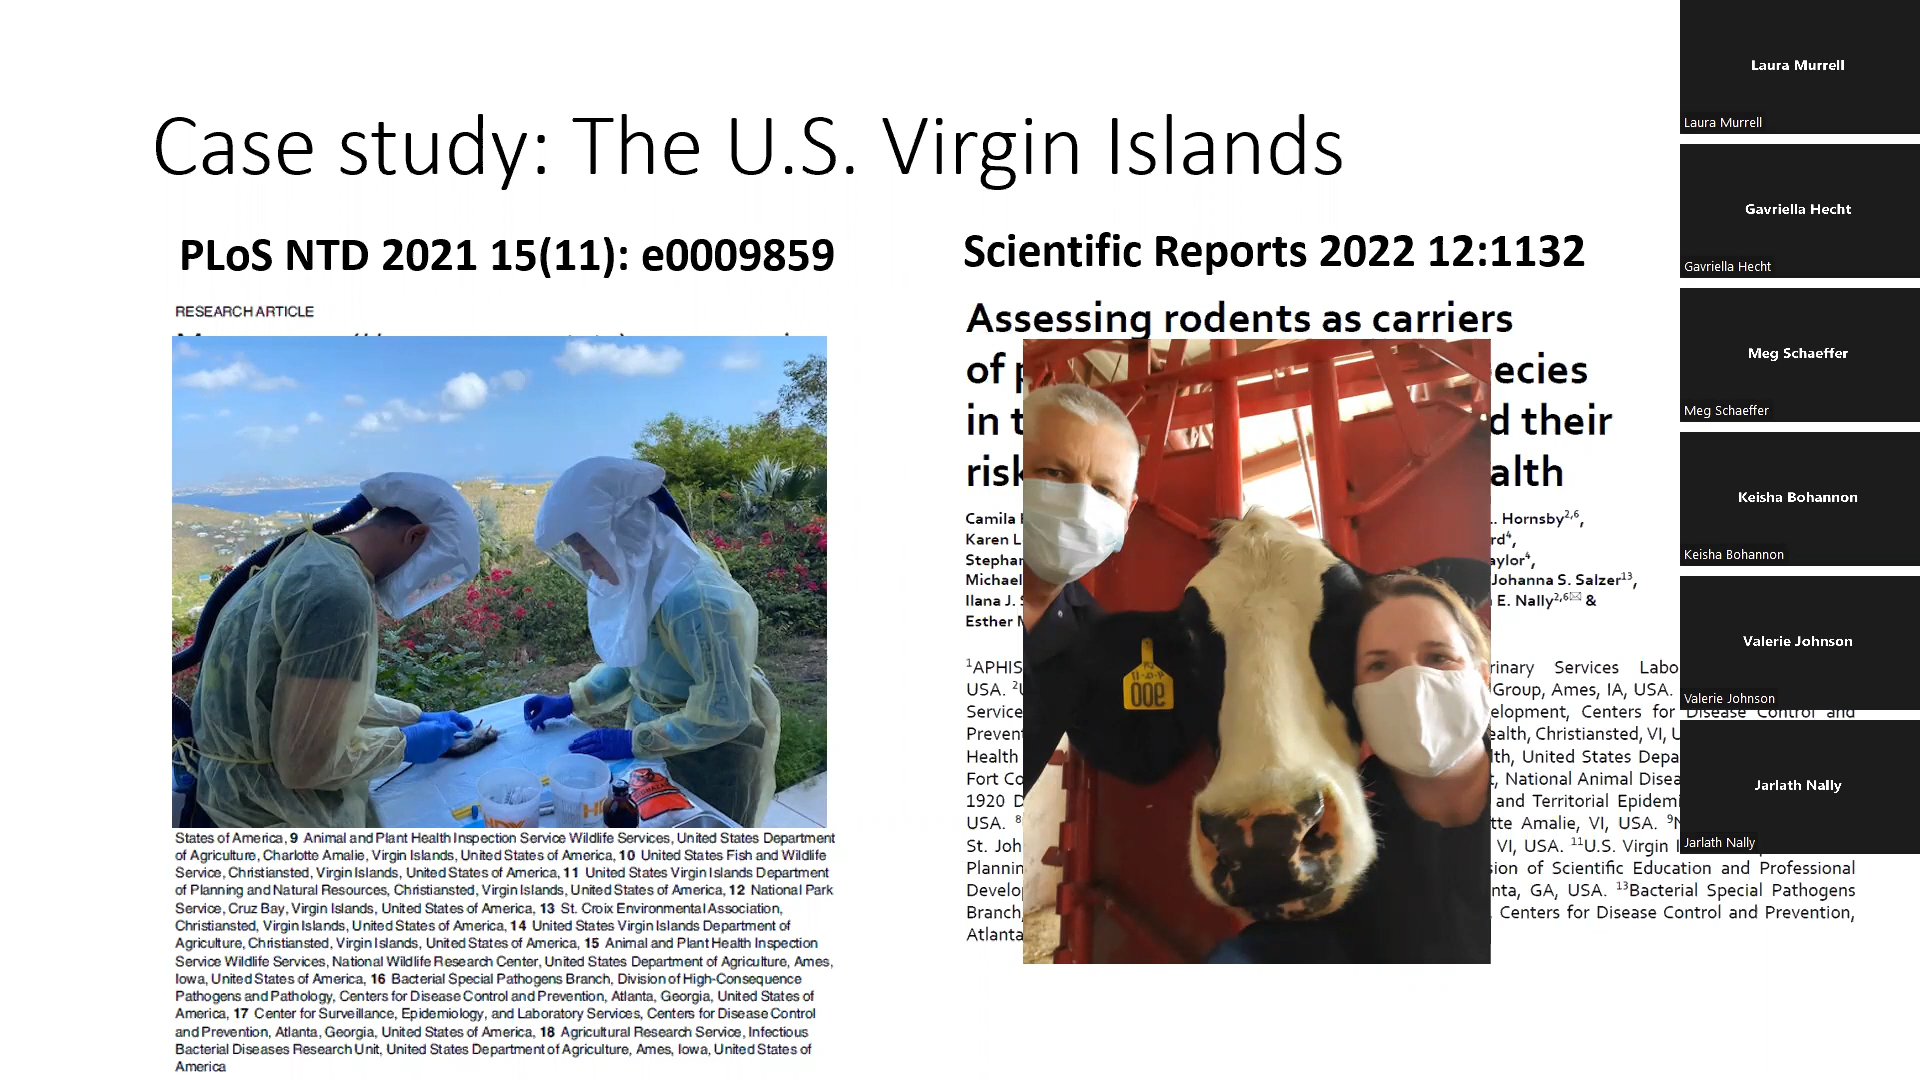 Case study: The U.S. Virgin Islands
PLoS NTD 2021 15(11): e0009859
RESEARCH ARTICLE
States of America, 9 Animal and Plant Health Inspection Service Wildlife Services, United States Department
of Agriculture, Charlotte Amalie, Virgin Islands, United States of America, 10 United States Fish and Wildlife
Service, Christiansted, Virgin Islands, United States of America, 11 United States Virgin Islands Department
of Planning and Natural Resources, Christiansted, Virgin Islands, United States of America, 12 National Park
Service, Cruz Bay, Virgin Islands, United States of America, 13 St. Croix Environmental Association,
Christiansted, Virgin Islands, United States of America, 14 United States Virgin Islands Department of
Agriculture, Christiansted, Virgin Islands, United States of America, 15 Animal and Plant Health Inspection
Service Wildlife Services, National Wildlife Research Center, United States Department of Agriculture, Ames,
Iowa, United States of America, 16 Bacterial Special Pathogens Branch, Division of High-Consequence
Pathogens and Pathology, Centers for Disease Control and Prevention, Atlanta, Georgia, United States of
America, 17 Center for Surveillance, Epidemiology, and Laboratory Services, Centers for Disease Control
and Prevention, Atlanta, Georgia, United States of America, 18 Agricultural Research Service, Infectious
Bacterial Diseases Research Unit, United States Department of Agriculture, Ames, Iowa, United States of
America
Scientific Reports 2022 12:1132
Assessing rodents as carriers
of ecies
in t d their
risk alth
Camila . Hornsby2,6,
Karen L rd4,
Stephan aylor4,
Michael Johanna S. Salzer13,
Ilana J. E. Nally2,6✉ &
Esther M
1APHIS rinary Services Labo
USA. 2U Group, Ames, IA, USA.
Service elopment, Centers for Disease Control and
Prevent ealth, Christiansted, VI, U
Health lth, United States Depa
Fort Co t, National Animal Disea
1920 D and Territorial Epidemi
USA. 8 tte Amalie, VI, USA. 9N
St. Joh VI, USA. 11U.S. Virgin I
Plannin sion of Scientific Education and Professional
Develop nta, GA, USA. 13Bacterial Special Pathogens
Branch, Centers for Disease Control and Prevention,
Atlanta
Laura Murrell
Laura Murrell
Gavriella Hecht
Gavriella Hecht
Meg Schaeffer
Meg Schaeffer
Keisha Bohannon
Keisha Bohannon
Valerie Johnson
Valerie Johnson
Jarlath Nally
Jarlath Nally